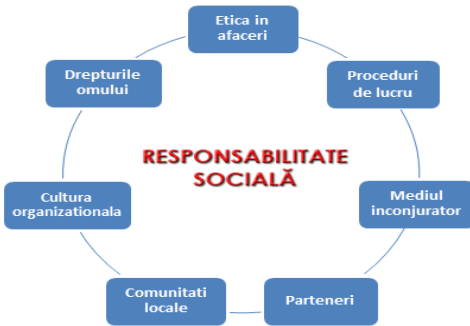 Etica in
afaceri
Proceduri
de lucru
Mediul
inconjurator
Parteneri
Comunitati
locale
Cultura
organizationala
Drepturile
omului
RESPONSABILITATE
SOCIALĂ